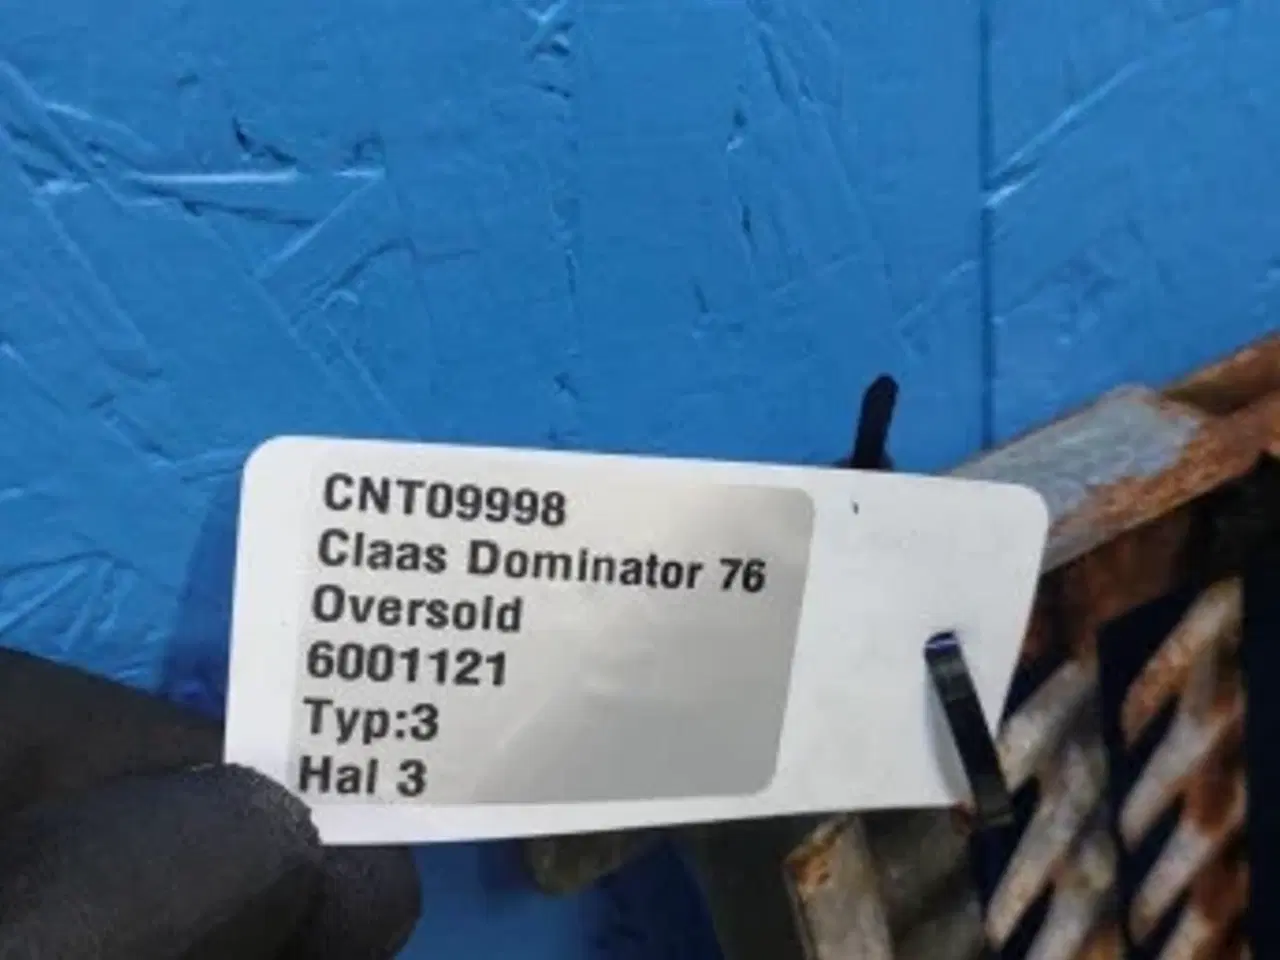 CNT09998
Claas Dominator 76
Oversold
6001121
Typ:3
Hal 3